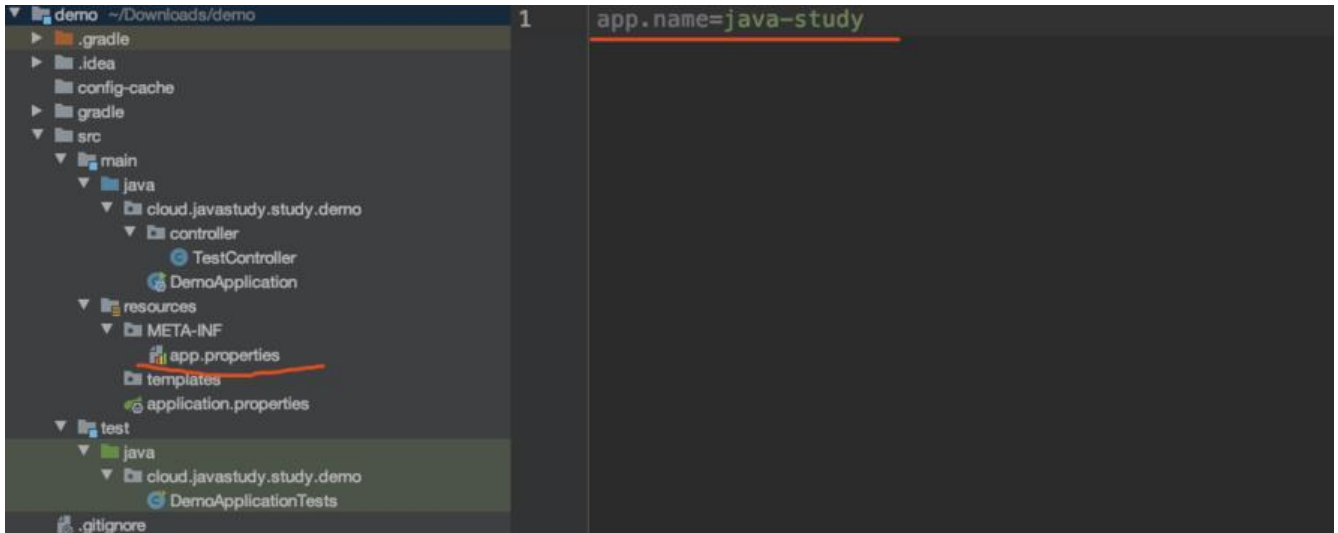 demo ~/Downloads/demo
.gradle
.idea
config-cache
gradle
src
main
java
cloud.javastudy.study.demo
controller
TestController
DemoApplication
resources
META-INF
app.properties
templates
application.properties
test
java
cloud.javastudy.study.demo
DemoApplicationTests
.gitignore
1 app.name=java-study